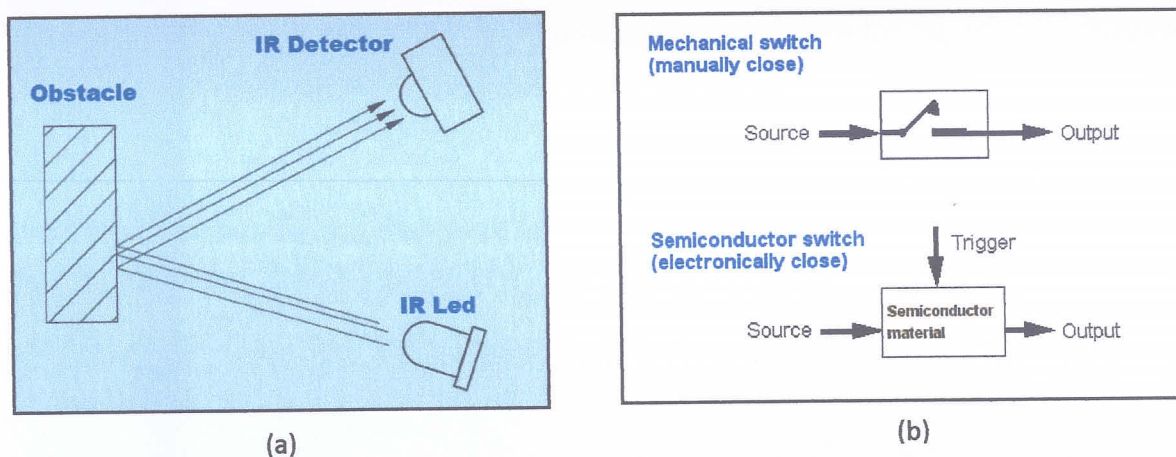 IR Detector
Obstacle
IR Led
(a)
Mechanical switch
(manually close)
Source
Output
Semiconductor switch
(electronically close)
Trigger
Source
Semiconductor
material
Output
(b)